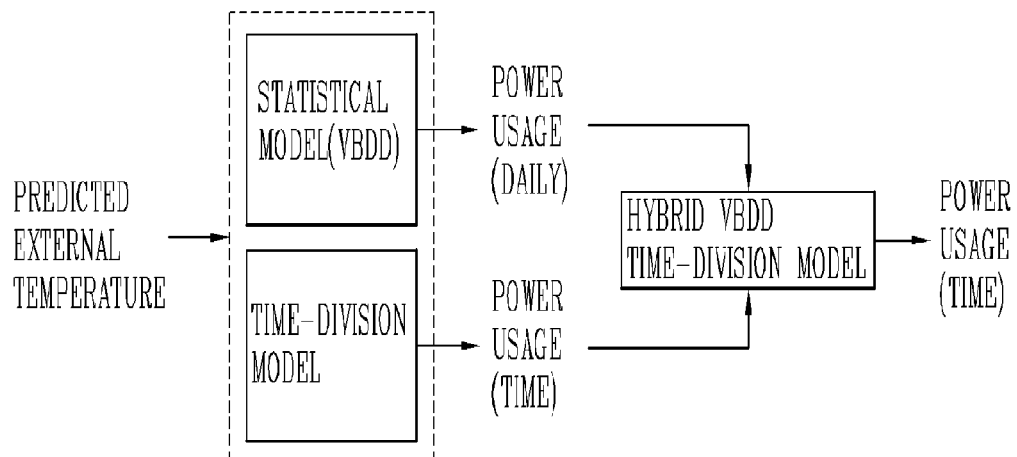 PREDICTED
EXTERNAL
TEMPERATURE
STATISTICAL
MODEL(VBDD)
TIME-DIVISION
MODEL
POWER
USAGE
(DAILY)
POWER
USAGE
(TIME)
HYBRID VBDD
TIME-DIVISION MODEL
POWER
USAGE
(TIME)